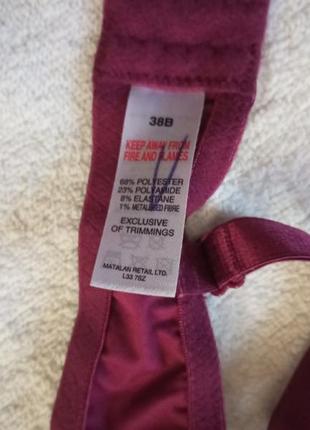 38B
KEEP AWAY FROM
FIRE AND FLAMES
68% POLYESTER
23% POLYAMIDE
8% ELASTANE
1% METALLISED FIBRE
EXCLUSIVE
OF TRIMMINGS
MATALAN RETAIL LTD.
L33 7SZ